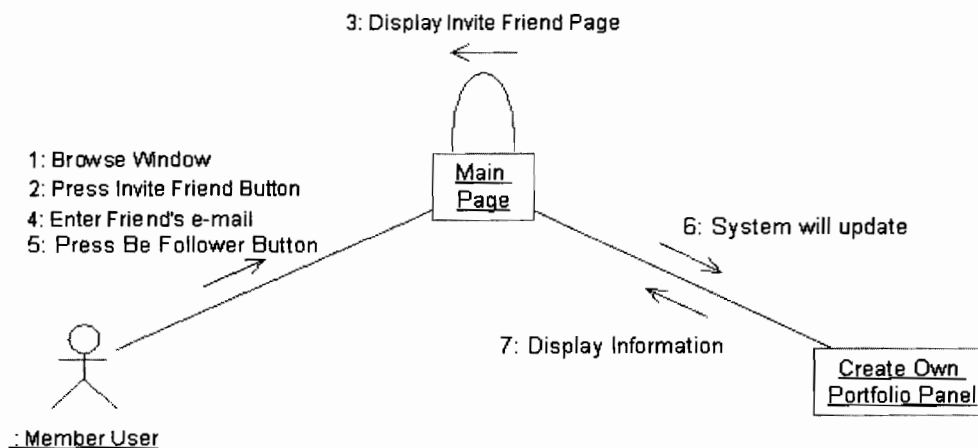 3: Display Invite Friend Page
1: Browse Window
2: Press Invite Friend Button
4: Enter Friend's e-mail
5: Press Be Follower Button
Main
Page
6: System will update
7: Display Information
Create Own
Portfolio Panel
: Member User